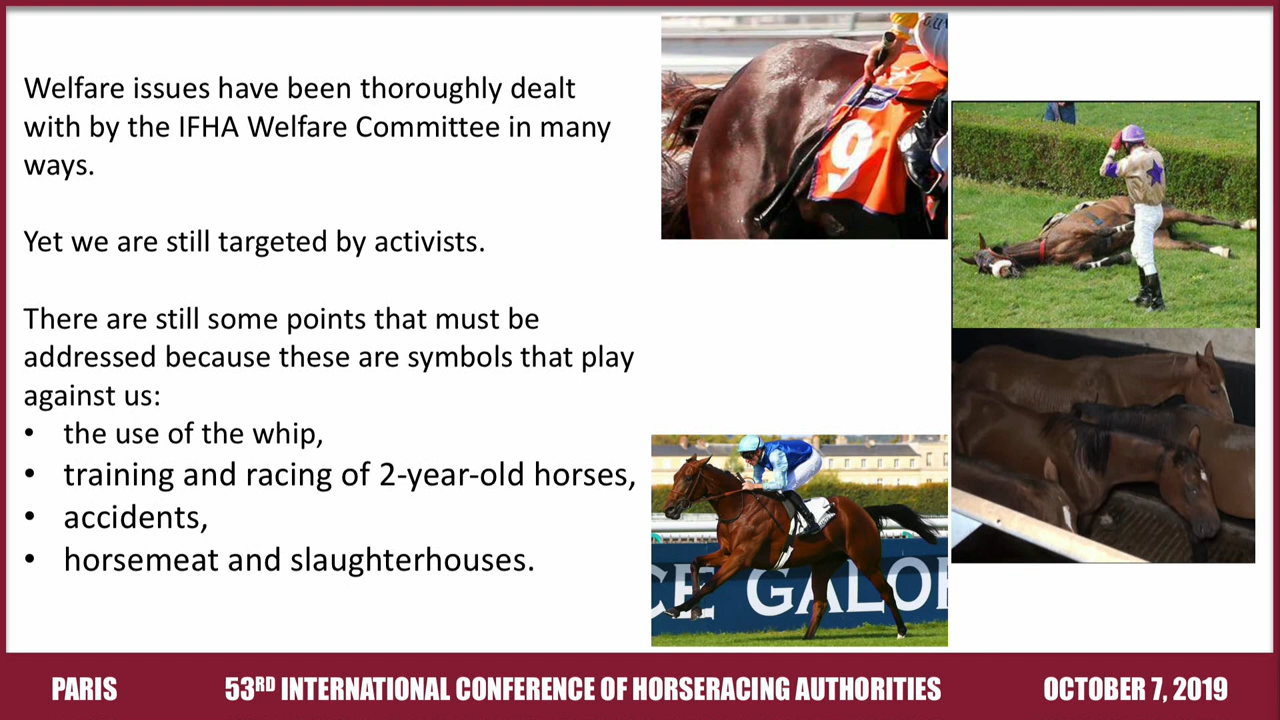 Welfare issues have been thoroughly dealt
with by the IFHA Welfare Committee in many
ways.
Yet we are still targeted by activists.
There are still some points that must be
addressed because these are symbols that play
against us:
• the use of the whip,
• training and racing of 2-year-old horses,
• accidents,
• horsemeat and slaughterhouses.
9
CE GALO
PARIS 53RD INTERNATIONAL CONFERENCE OF HORSERACING AUTHORITIES OCTOBER 7, 2019